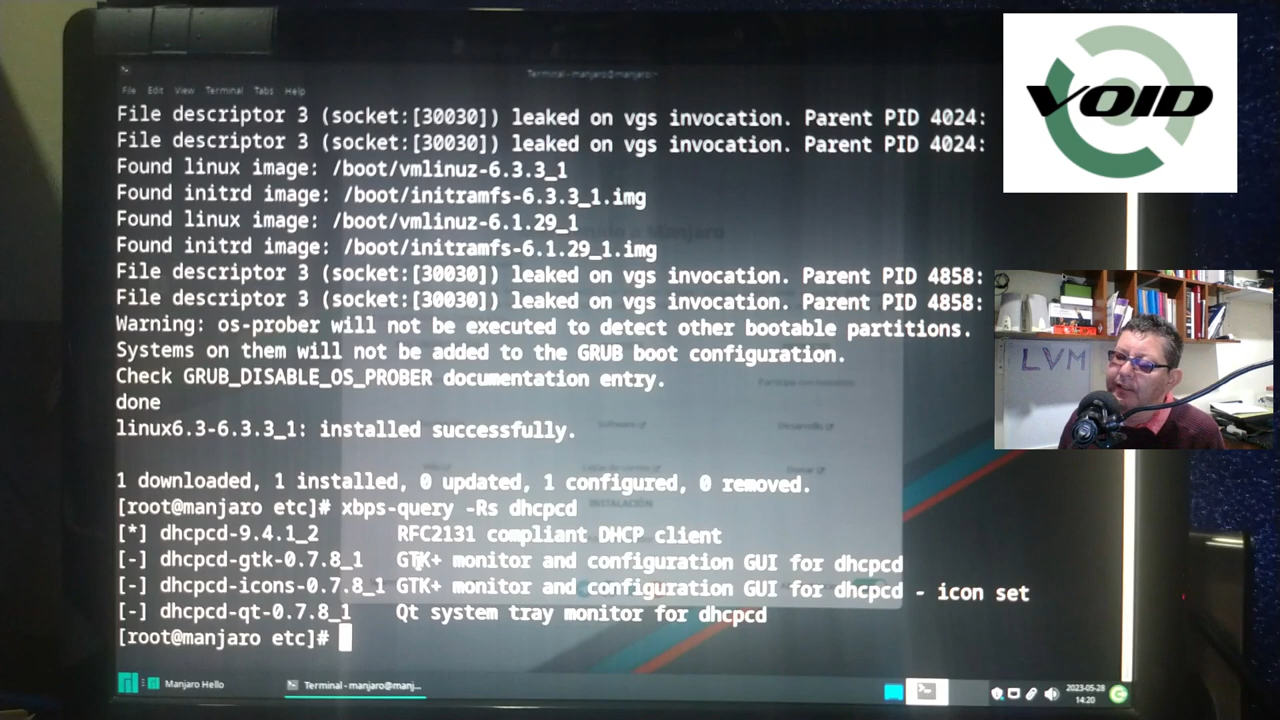 Terminal - manjaro@manjaro:~
File Edit View Terminal Tabs Help
File descriptor 3 (socket:[30030]) leaked on vgs invocation. Parent PID 4024:
File descriptor 3 (socket:[30030]) leaked on vgs invocation. Parent PID 4024:
Found linux image: /boot/vmlinuz-6.3.3_1
Found initrd image: /boot/initramfs-6.3.3_1.img
Found linux image: /boot/vmlinuz-6.1.29_1
Found initrd image: /boot/initramfs-6.1.29_1.img
File descriptor 3 (socket:[30030]) leaked on vgs invocation. Parent PID 4858:
File descriptor 3 (socket:[30030]) leaked on vgs invocation. Parent PID 4858:
Warning: os-prober will not be executed to detect other bootable partitions.
Systems on them will not be added to the GRUB boot configuration.
Check GRUB_DISABLE_OS_PROBER documentation entry.
done
linux6.3-6.3.3_1: installed successfully.
1 downloaded, 1 installed, 0 updated, 1 configured, 0 removed.
[root@manjaro etc]# xbps-query -Rs dhcpcd
[*] dhcpcd-9.4.1_2 RFC2131 compliant DHCP client
[-] dhcpcd-gtk-0.7.8_1 GTK+ monitor and configuration GUI for dhcpcd
[-] dhcpcd-icons-0.7.8_1 GTK+ monitor and configuration GUI for dhcpcd - icon set
[-] dhcpcd-qt-0.7.8_1 Qt system tray monitor for dhcpcd
[root@manjaro etc]#
Manjaro
Software
Desarrollo
INSTALACIÓN
Manjaro Hello
Terminal - manjaro@manj...
2023-05-28
14:20
VOID
LVM